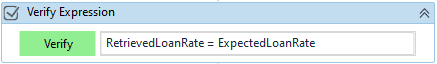 Verify Expression
Verify RetrievedLoanRate = ExpectedLoanRate